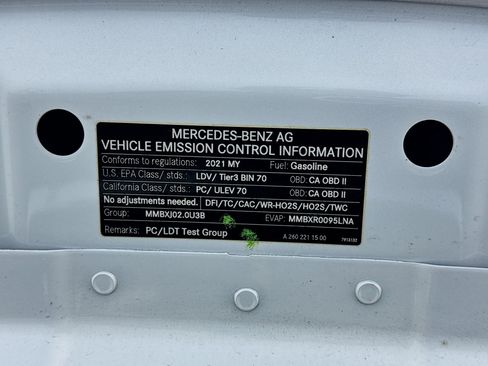 MERCEDES-BENZ AG
VEHICLE EMISSION CONTROL INFORMATION
Conforms to regulations: 2021 MY Fuel: Gasoline
U.S. EPA Class/ stds.: LDV/ Tier3 BIN 70 OBD: CA OBD II
California Class/ stds.: PC/ ULEV 70 OBD: CA OBD II
No adjustments needed. DFI/TC/CAC/WR-HO2S/HO2S/TWC
Group: MMBXJ02.0U3B EVAP: MMBXR0095LNA
Remarks: PC/LDT Test Group A 260 221 15 00